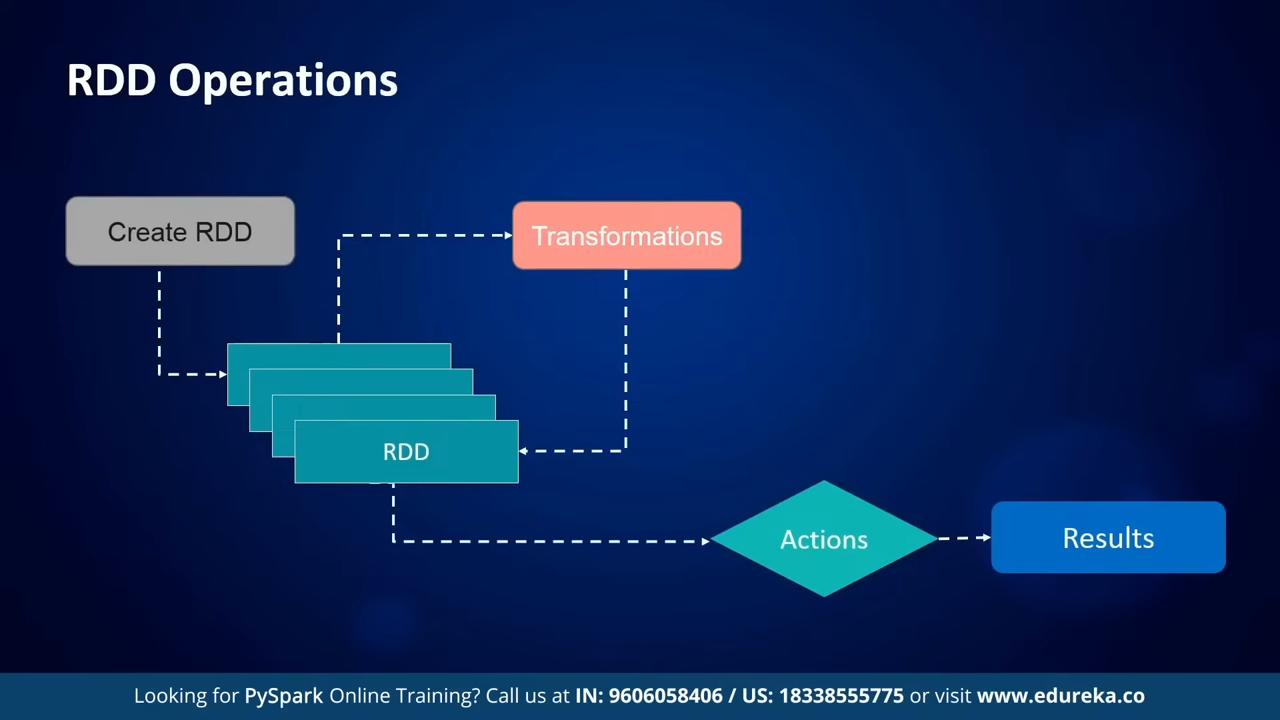 RDD Operations
Create RDD
Transformations
RDD
Actions
Results
Looking for PySpark Online Training? Call us at IN: 9606058406 / US: 18338555775 or visit www.edureka.co